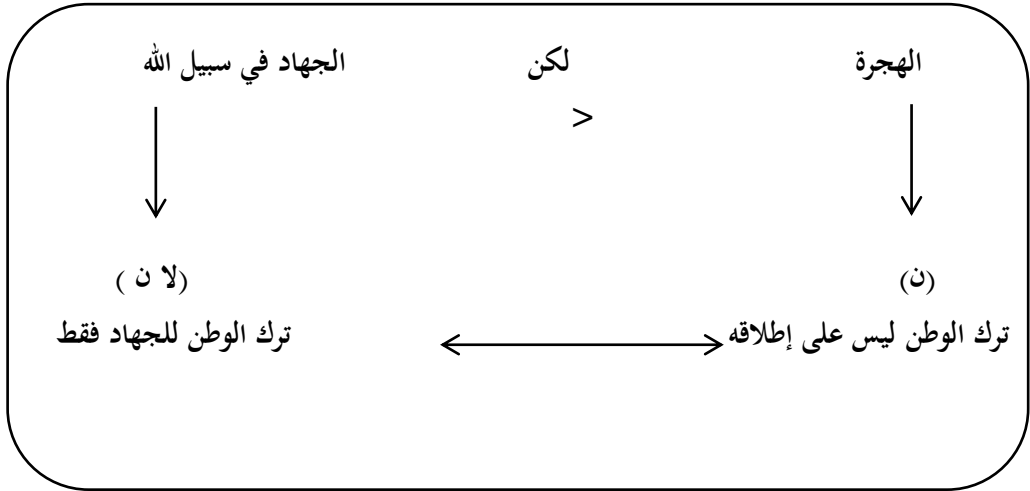 الهجرة لكن الجهاد في سبيل الله
>
(ن) (لا ن )
ترك الوطن ليس على إطلاقه ترك الوطن للجهاد فقط